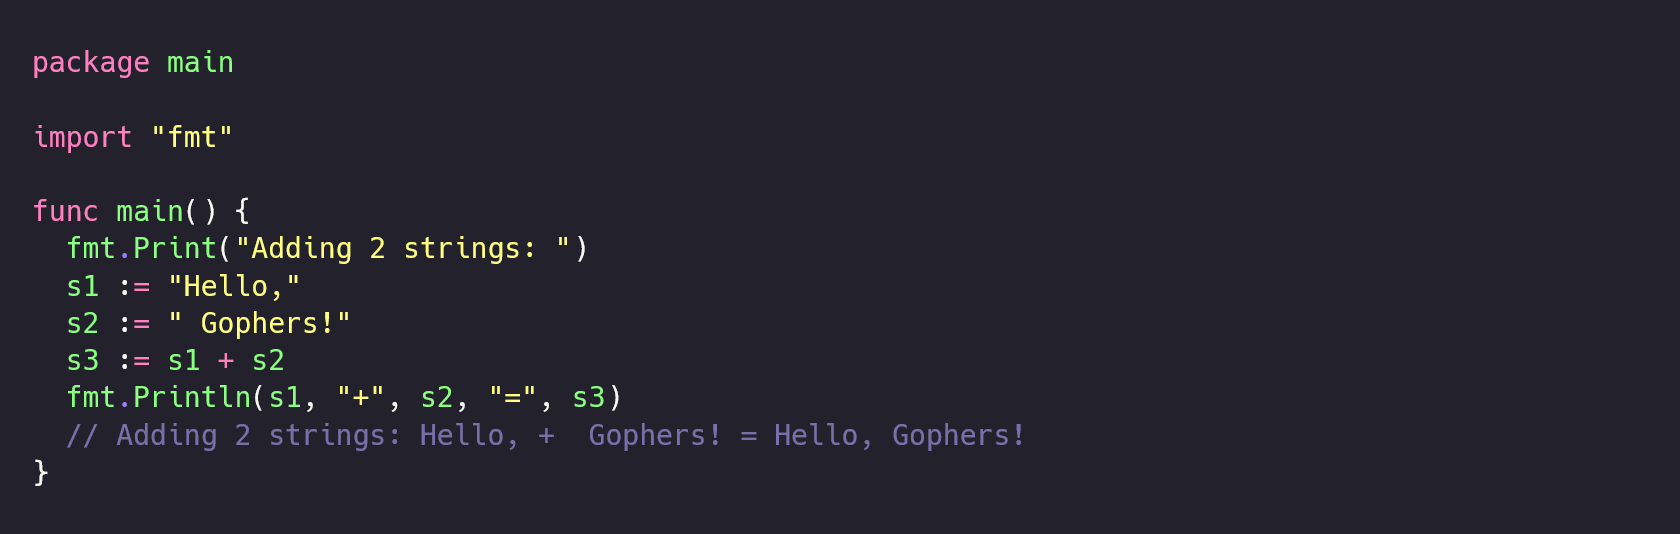 package main

import "fmt"

func main() {
  fmt.Print("Adding 2 strings: ")
  s1 := "Hello,"
  s2 := " Gophers!"
  s3 := s1 + s2
  fmt.Println(s1, "+", s2, "=", s3)
  // Adding 2 strings: Hello, +  Gophers! = Hello, Gophers!
}